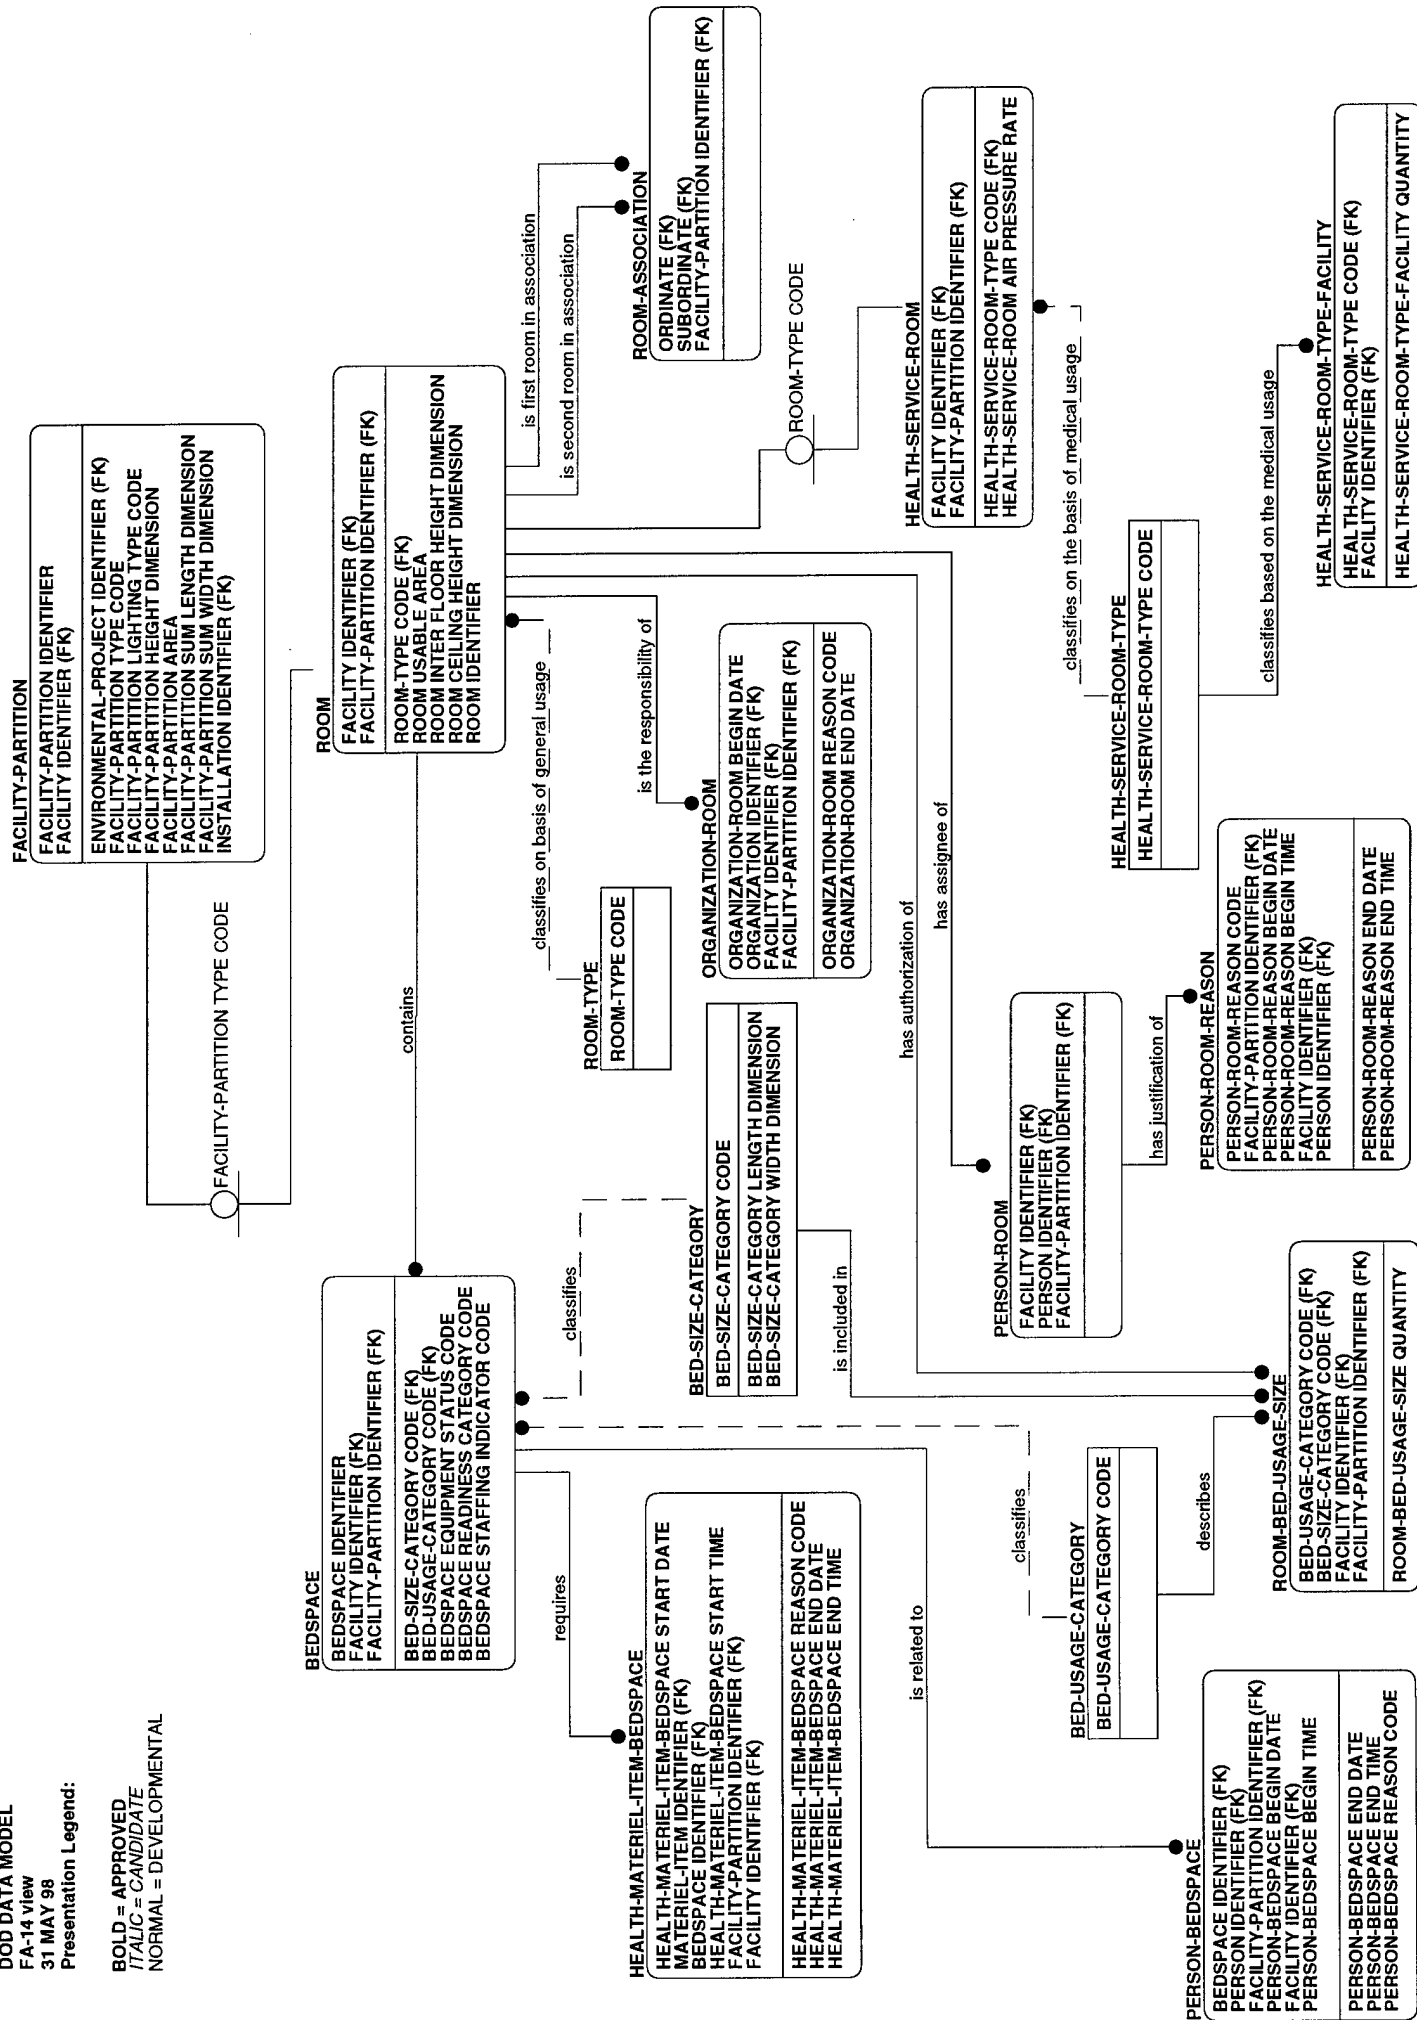 DOD DATA MODEL
FA-14 view
31 MAY 98
Presentation Legend:
BOLD = APPROVED
ITALIC = CANDIDATE
NORMAL = DEVELOPMENTAL
FACILITY-PARTITION
FACILITY-PARTITION IDENTIFIER
FACILITY IDENTIFIER (FK)
ENVIRONMENTAL-PROJECT IDENTIFIER (FK)
FACILITY-PARTITION TYPE CODE
FACILITY-PARTITION LIGHTING TYPE CODE
FACILITY-PARTITION HEIGHT DIMENSION
FACILITY-PARTITION AREA
FACILITY-PARTITION SUM LENGTH DIMENSION
FACILITY-PARTITION SUM WIDTH DIMENSION
INSTALLATION IDENTIFIER (FK)
FACILITY-PARTITION TYPE CODE
BEDSPACE
BEDSPACE IDENTIFIER
FACILITY IDENTIFIER (FK)
FACILITY-PARTITION IDENTIFIER (FK)
BED-SIZE-CATEGORY CODE (FK)
BED-USAGE-CATEGORY CODE (FK)
BEDSPACE EQUIPMENT STATUS CODE
BEDSPACE READINESS CATEGORY CODE
BEDSPACE STAFFING INDICATOR CODE
contains
ROOM
FACILITY IDENTIFIER (FK)
FACILITY-PARTITION IDENTIFIER (FK)
ROOM-TYPE CODE (FK)
ROOM USABLE AREA
ROOM INTER FLOOR HEIGHT DIMENSION
ROOM CEILING HEIGHT DIMENSION
ROOM IDENTIFIER
is first room in association
is second room in association
ROOM-ASSOCIATION
ORDINATE (FK)
SUBORDINATE (FK)
FACILITY-PARTITION IDENTIFIER (FK)
requires
classifies
classifies on basis of general usage
is the responsibility of
ROOM-TYPE CODE
HEALTH-MATERIEL-ITEM-BEDSPACE
HEALTH-MATERIEL-ITEM-BEDSPACE START DATE
MATERIEL-ITEM IDENTIFIER (FK)
BEDSPACE IDENTIFIER (FK)
HEALTH-MATERIEL-ITEM-BEDSPACE START TIME
FACILITY-PARTITION IDENTIFIER (FK)
FACILITY IDENTIFIER (FK)
HEALTH-MATERIEL-ITEM-BEDSPACE REASON CODE
HEALTH-MATERIEL-ITEM-BEDSPACE END DATE
HEALTH-MATERIEL-ITEM-BEDSPACE END TIME
BED-SIZE-CATEGORY
BED-SIZE-CATEGORY CODE
BED-SIZE-CATEGORY LENGTH DIMENSION
BED-SIZE-CATEGORY WIDTH DIMENSION
is included in
ROOM-TYPE
ROOM-TYPE CODE
ORGANIZATION-ROOM
ORGANIZATION-ROOM BEGIN DATE
ORGANIZATION IDENTIFIER (FK)
FACILITY IDENTIFIER (FK)
FACILITY-PARTITION IDENTIFIER (FK)
ORGANIZATION-ROOM REASON CODE
ORGANIZATION-ROOM END DATE
has authorization of
has assignee of
HEALTH-SERVICE-ROOM
FACILITY IDENTIFIER (FK)
FACILITY-PARTITION IDENTIFIER (FK)
HEALTH-SERVICE-ROOM-TYPE CODE (FK)
HEALTH-SERVICE-ROOM AIR PRESSURE RATE
is related to
classifies
BED-USAGE-CATEGORY
BED-USAGE-CATEGORY CODE
describes
PERSON-ROOM
FACILITY IDENTIFIER (FK)
PERSON IDENTIFIER (FK)
FACILITY-PARTITION IDENTIFIER (FK)
has justification of
classifies on the basis of medical usage
HEALTH-SERVICE-ROOM-TYPE
HEALTH-SERVICE-ROOM-TYPE CODE
classifies based on the medical usage
PERSON-BEDSPACE
BEDSPACE IDENTIFIER (FK)
PERSON IDENTIFIER (FK)
FACILITY-PARTITION IDENTIFIER (FK)
PERSON-BEDSPACE BEGIN DATE
FACILITY IDENTIFIER (FK)
PERSON-BEDSPACE BEGIN TIME
PERSON-BEDSPACE END DATE
PERSON-BEDSPACE END TIME
PERSON-BEDSPACE REASON CODE
ROOM-BED-USAGE-SIZE
BED-USAGE-CATEGORY CODE (FK)
BED-SIZE-CATEGORY CODE (FK)
FACILITY IDENTIFIER (FK)
FACILITY-PARTITION IDENTIFIER (FK)
ROOM-BED-USAGE-SIZE QUANTITY
PERSON-ROOM-REASON
PERSON-ROOM-REASON CODE
FACILITY-PARTITION IDENTIFIER (FK)
PERSON-ROOM-REASON BEGIN DATE
PERSON-ROOM-REASON BEGIN TIME
FACILITY IDENTIFIER (FK)
PERSON IDENTIFIER (FK)
PERSON-ROOM-REASON END DATE
PERSON-ROOM-REASON END TIME
HEALTH-SERVICE-ROOM-TYPE-FACILITY
HEALTH-SERVICE-ROOM-TYPE CODE (FK)
FACILITY IDENTIFIER (FK)
HEALTH-SERVICE-ROOM-TYPE-FACILITY QUANTITY